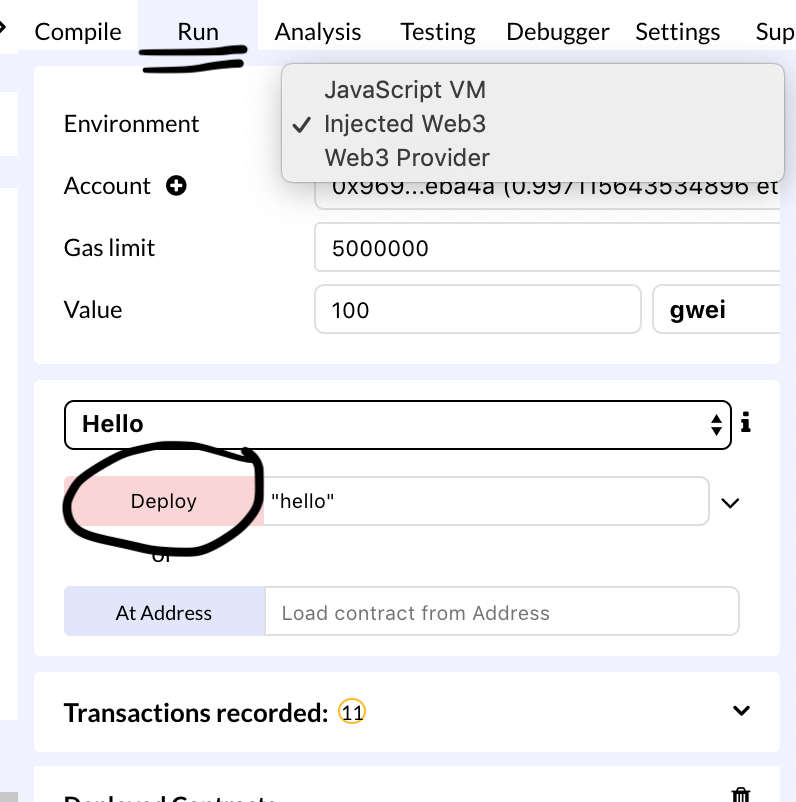 Compile Run Analysis Testing Debugger Settings Sup
JavaScript VM
Environment ✓ Injected Web3
Web3 Provider
Account 0x969...eba4a (0.997115643534896 et
Gas limit 5000000
Value 100 gwei
Hello
Deploy "hello"
or
At Address Load contract from Address
Transactions recorded: 11
Deployed Contracts